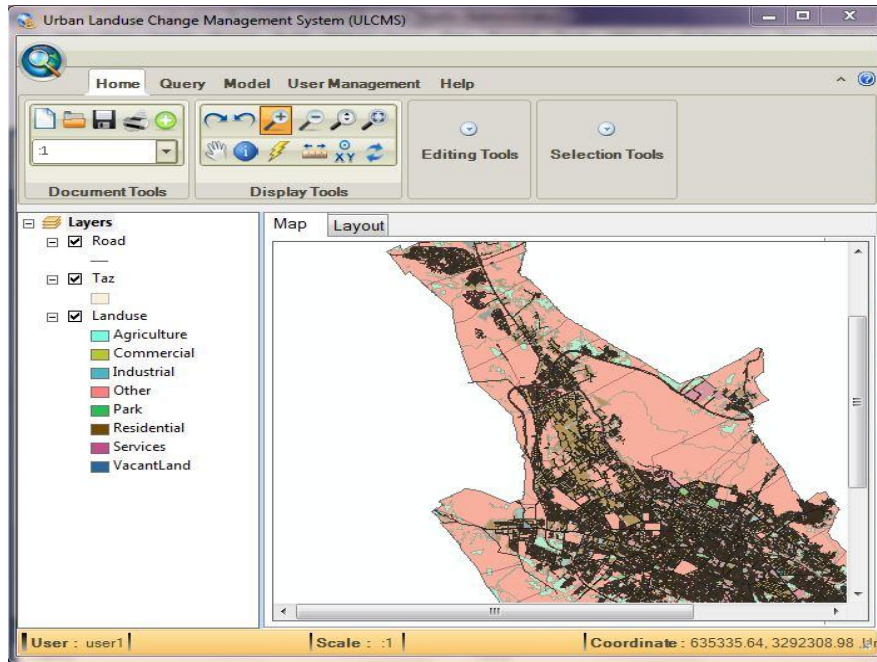 Urban Landuse Change Management System (ULCMS)
Home Query Model User Management Help
:1
XY
Editing Tools
Selection Tools
Document Tools
Display Tools
Layers
Road
Taz
Landuse
Agriculture
Commercial
Industrial
Other
Park
Residential
Services
VacantLand
Map Layout
User : user1
Scale : :1
Coordinate : 635335.64, 3292308.98